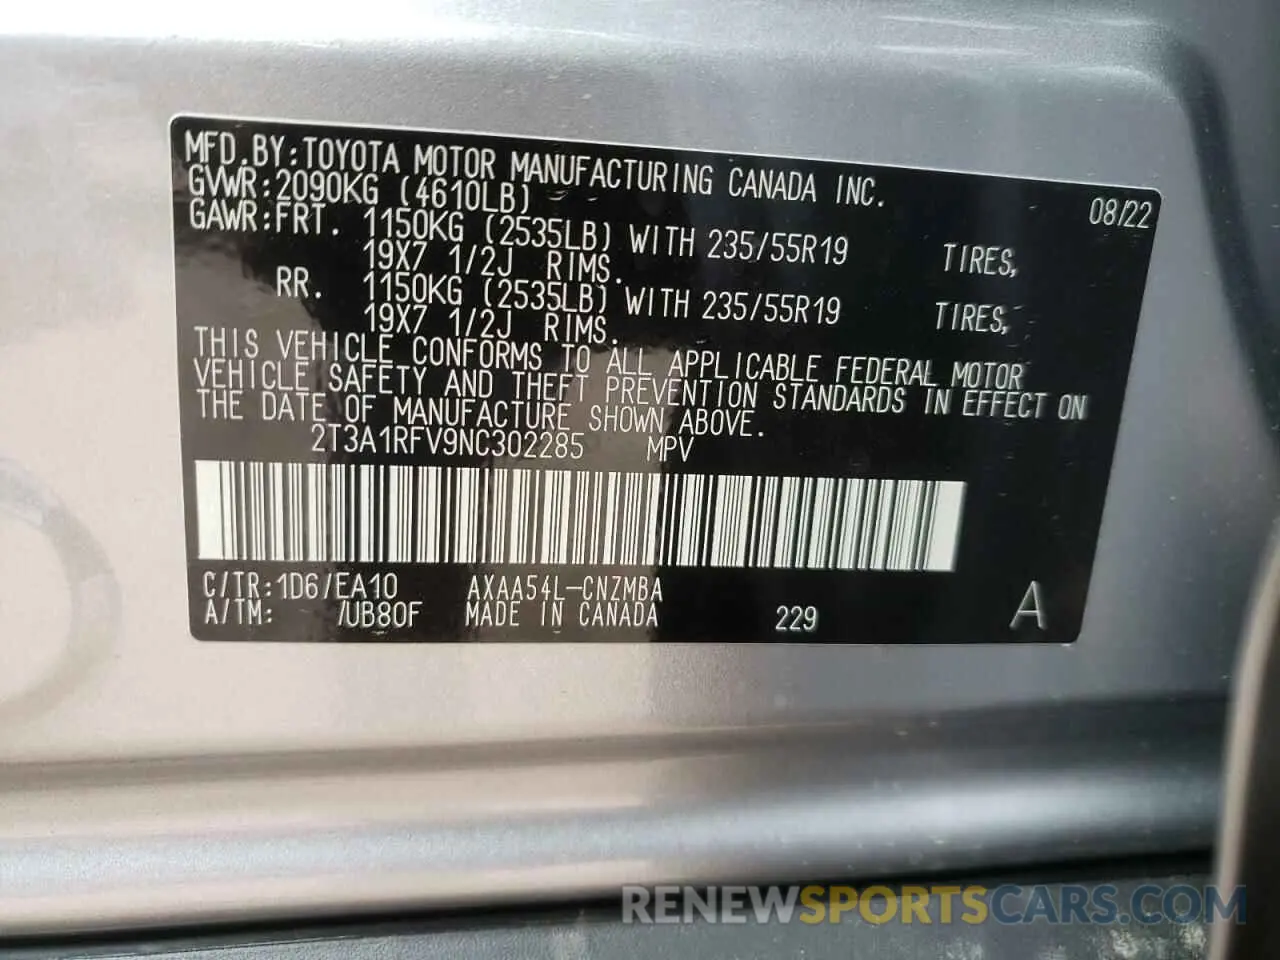 MFD.BY:TOYOTA MOTOR MANUFACTURING CANADA INC. 08/22
GVWR:2090KG (4610LB)
GAWR:FRT. 1150KG (2535LB) WITH 235/55R19 TIRES,
19X7 1/2J RIMS.
RR. 1150KG (2535LB) WITH 235/55R19 TIRES,
19X7 1/2J RIMS.
THIS VEHICLE CONFORMS TO ALL APPLICABLE FEDERAL MOTOR
VEHICLE SAFETY AND THEFT PREVENTION STANDARDS IN EFFECT ON
THE DATE OF MANUFACTURE SHOWN ABOVE.
2T3A1RFV9NC302285 MPV
C/TR:1D6/EA10 AXAA54L-CNZMBA
A/TM: /UB80F MADE IN CANADA 229 A
RENEWSPORTSCARS.COM